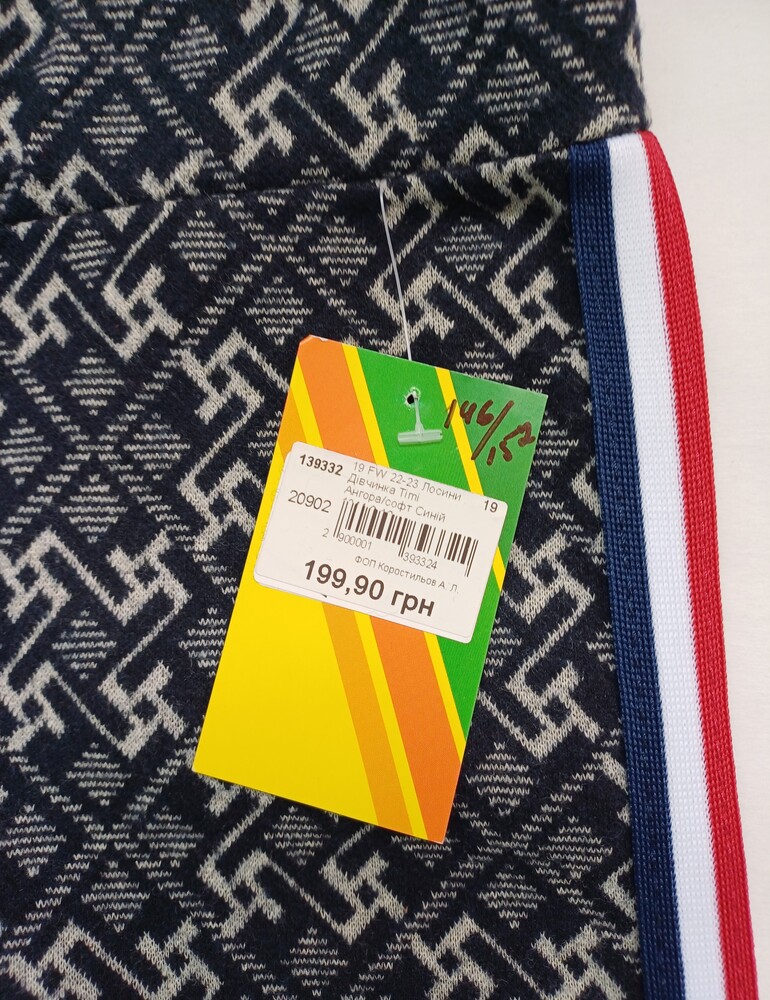 146/152
139332
19 FW 22-23 Лосини
Дівчинка Timi
Ангора/софт Синій
19
20902
2 900001 393324
ФОП Коростильов А. Л.
199,90 грн